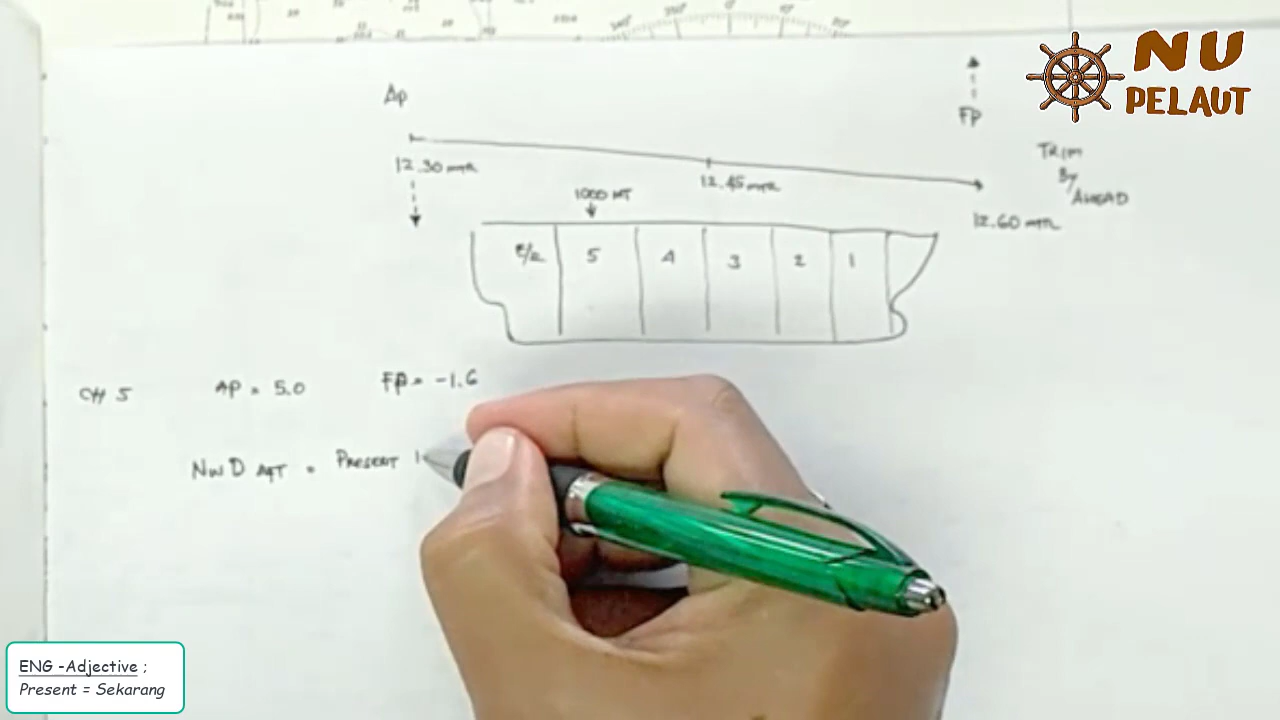 NU
PELAUT
AP
FP
12.30 mtr
12.45 mtr
12.60 mtr
TRIM
By
AHEAD
1000 MT
E/R 5 4 3 2 1
CH 5 AP = 5.0 FP = -1.6
NWD AFT = PRESENT
ENG -Adjective ;
Present = Sekarang